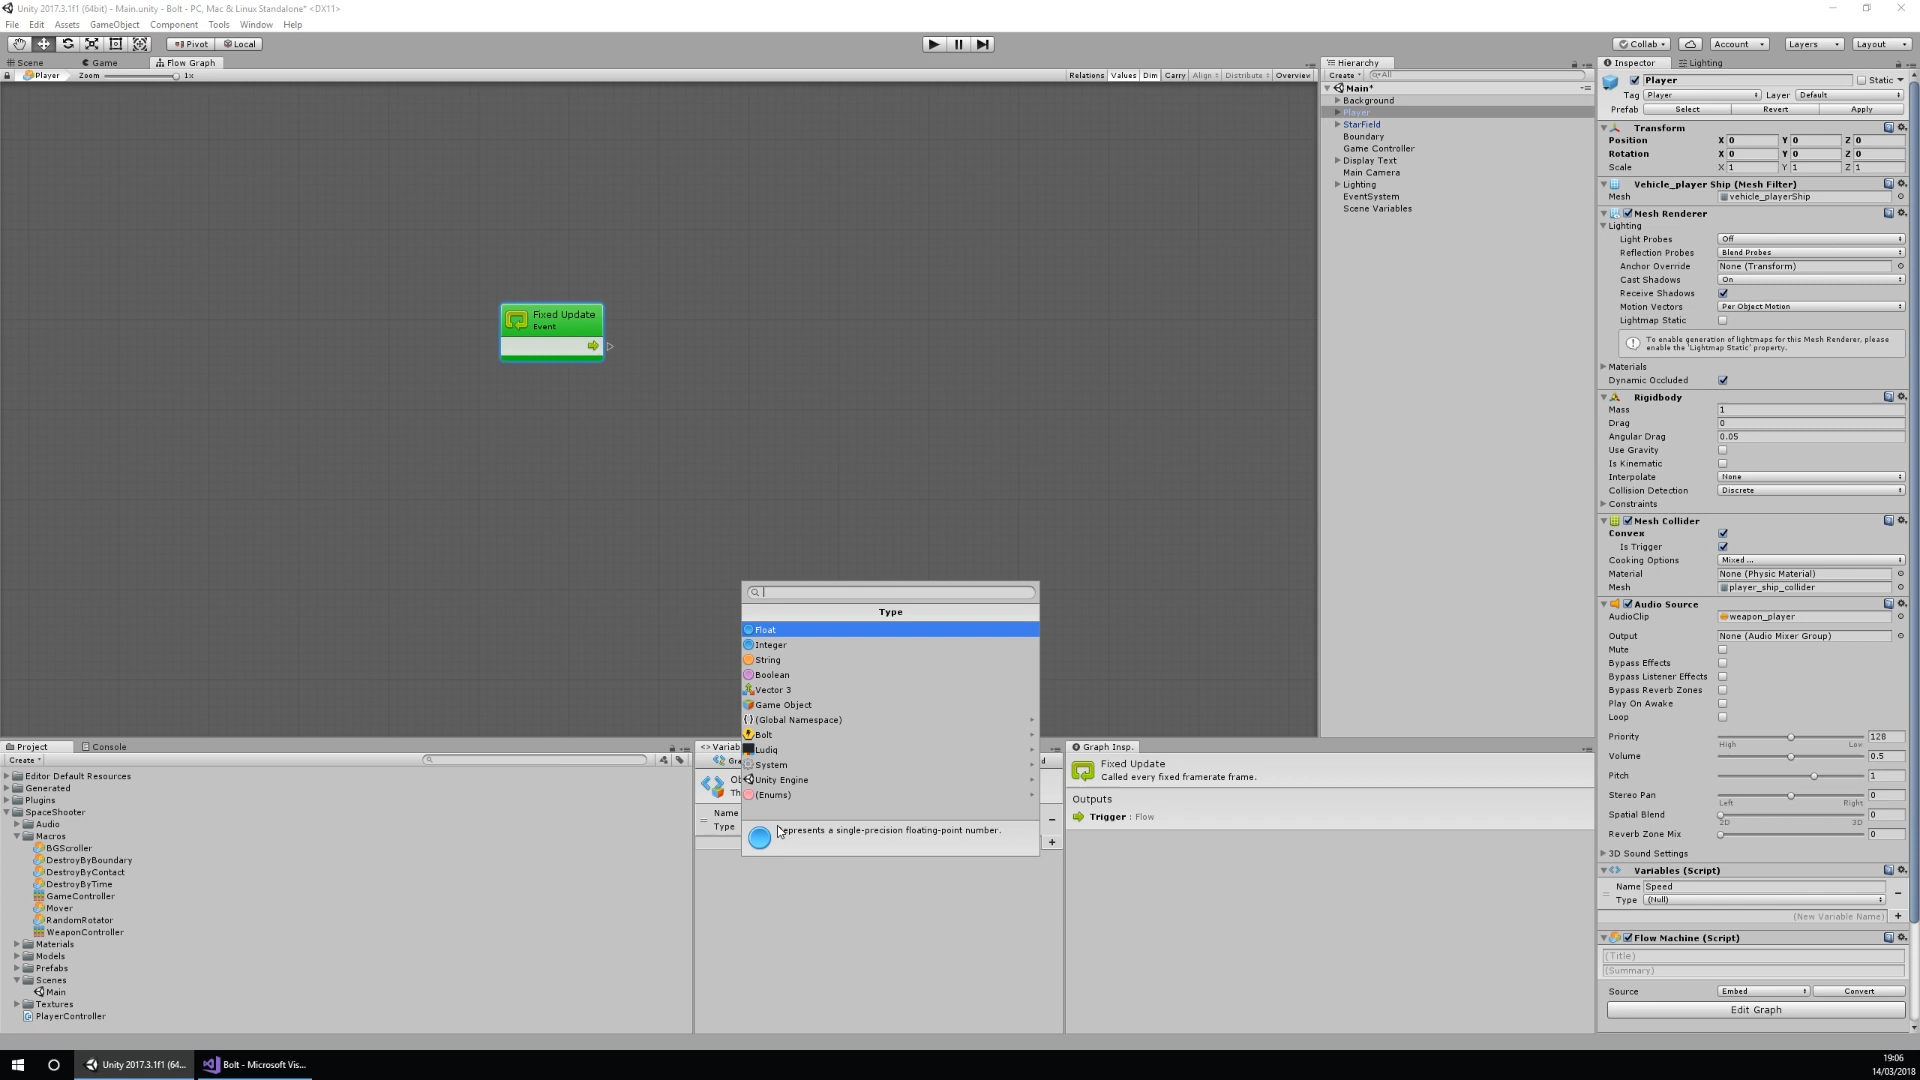 Unity 2017.3.1f1 (64bit) - Main.unity - Bolt - PC, Mac & Linux Standalone* <DX11>
File Edit Assets GameObject Component Tools Window Help
Pivot Local Collab Account Layers Layout
Scene Game Flow Graph
Player Zoom 1x Relations Values Dim Carry Align Distribute Overview
Fixed Update
Event
Hierarchy
Create All
Main*
Background
Player
StarField
Boundary
Game Controller
Display Text
Main Camera
Lighting
EventSystem
Scene Variables
Inspector Lighting
Player Static
Tag Player Layer Default
Prefab Select Revert Apply
Transform
Position X 0 Y 0 Z 0
Rotation X 0 Y 0 Z 0
Scale X 1 Y 1 Z 1
Vehicle_player Ship (Mesh Filter)
Mesh vehicle_playerShip
Mesh Renderer
Lighting
Light Probes Off
Reflection Probes Blend Probes
Anchor Override None (Transform)
Cast Shadows On
Receive Shadows
Motion Vectors Per Object Motion
Lightmap Static
To enable generation of lightmaps for this Mesh Renderer, please
enable the 'Lightmap Static' property.
Materials
Dynamic Occluded
Rigidbody
Mass 1
Drag 0
Angular Drag 0.05
Use Gravity
Is Kinematic
Interpolate None
Collision Detection Discrete
Constraints
Mesh Collider
Convex
Is Trigger
Cooking Options Mixed ...
Material None (Physic Material)
Mesh player_ship_collider
Audio Source
AudioClip weapon_player
Output None (Audio Mixer Group)
Mute
Bypass Effects
Bypass Listener Effects
Bypass Reverb Zones
Play On Awake
Loop
Priority 128
High Low
Volume 0.5
Pitch 1
Stereo Pan 0
Left Right
Spatial Blend 0
2D 3D
Reverb Zone Mix 0
3D Sound Settings
Variables (Script)
Name Speed
Type (Null)
(New Variable Name)
Flow Machine (Script)
(Title)
(Summary)
Source Embed Convert
Edit Graph
Type
Float
Integer
String
Boolean
Vector 3
Game Object
(Global Namespace)
Bolt
Ludiq
System
Unity Engine
(Enums)
epresents a single-precision floating-point number.
Project Console
Create
Editor Default Resources
Generated
Plugins
SpaceShooter
Audio
Macros
BGScroller
DestroyByBoundary
DestroyByContact
DestroyByTime
GameController
Mover
RandomRotator
WeaponController
Materials
Models
Prefabs
Scenes
Main
Textures
PlayerController
<> Variab
Gra d
Ob
Th
Name
Type
Graph Insp.
Fixed Update
Called every fixed framerate frame.
Outputs
Trigger : Flow
Unity 2017.3.1f1 (64... Bolt - Microsoft Vis...
19:06
14/03/2018